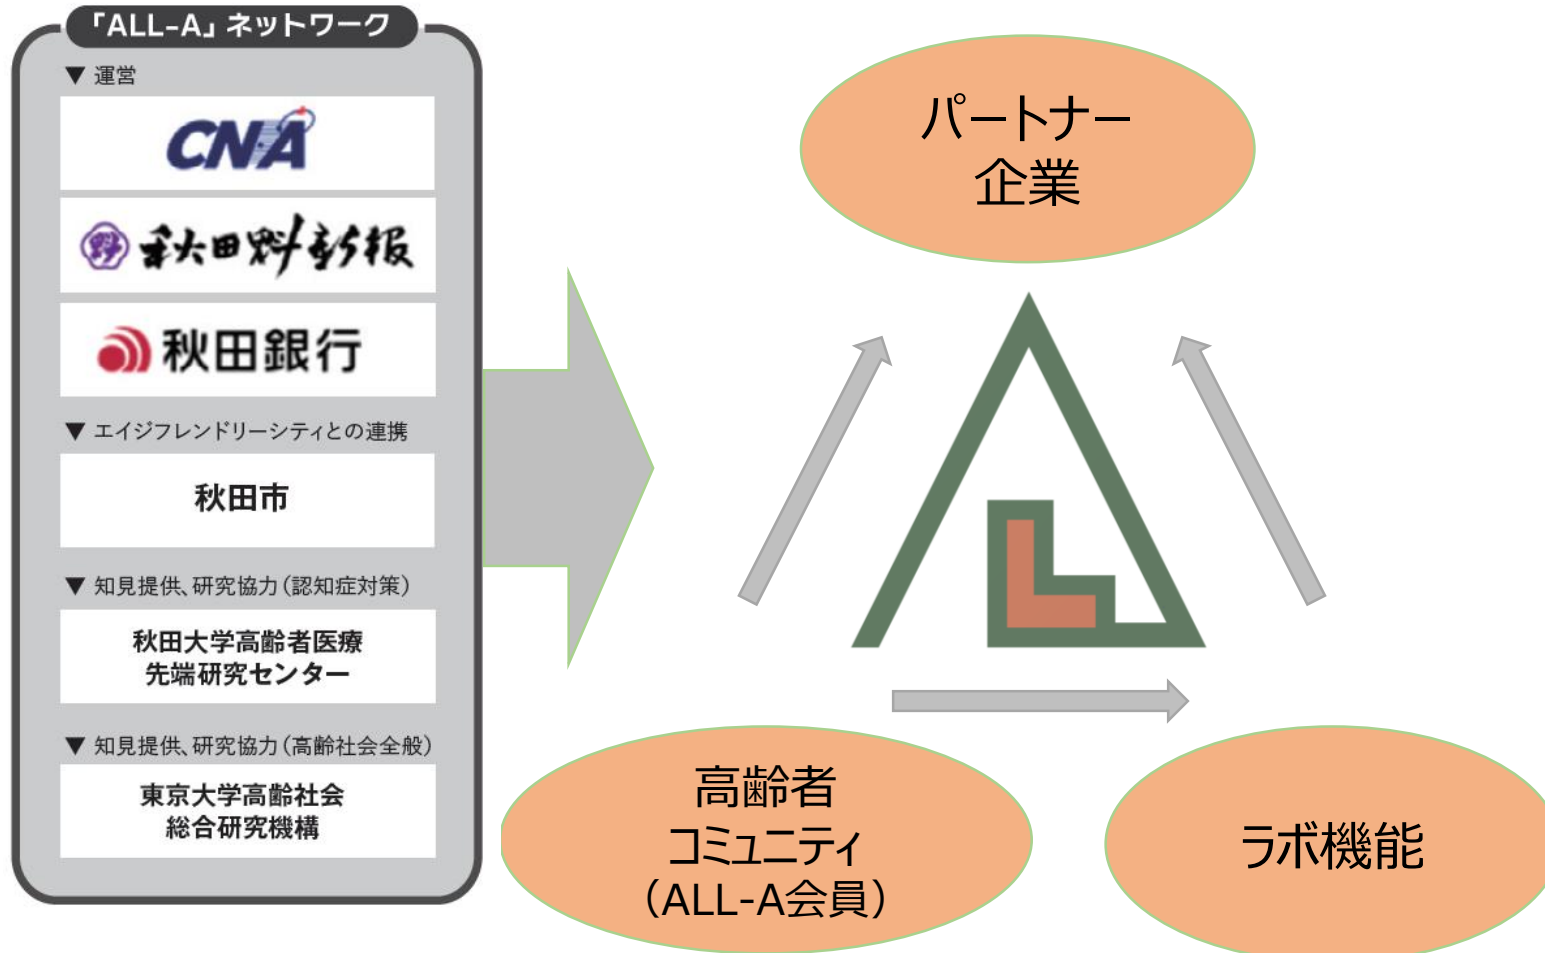 「ALL-A」ネットワーク
▼ 運営
CNA
秋田魁新報
秋田銀行
▼ エイジフレンドリーシティとの連携
秋田市
▼ 知見提供、研究協力（認知症対策）
秋田大学高齢者医療
先端研究センター
▼ 知見提供、研究協力（高齢社会全般）
東京大学高齢社会
総合研究機構
パートナー
企業
高齢者
コミュニティ
（ALL-A会員）
ラボ機能